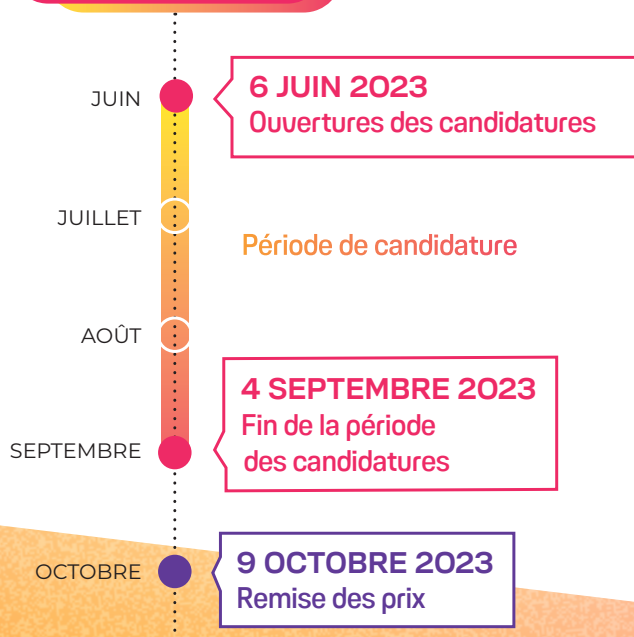 JUIN
6 JUIN 2023
Ouvertures des candidatures
JUILLET
Période de candidature
AOÛT
4 SEPTEMBRE 2023
Fin de la période
des candidatures
SEPTEMBRE
OCTOBRE
9 OCTOBRE 2023
Remise des prix